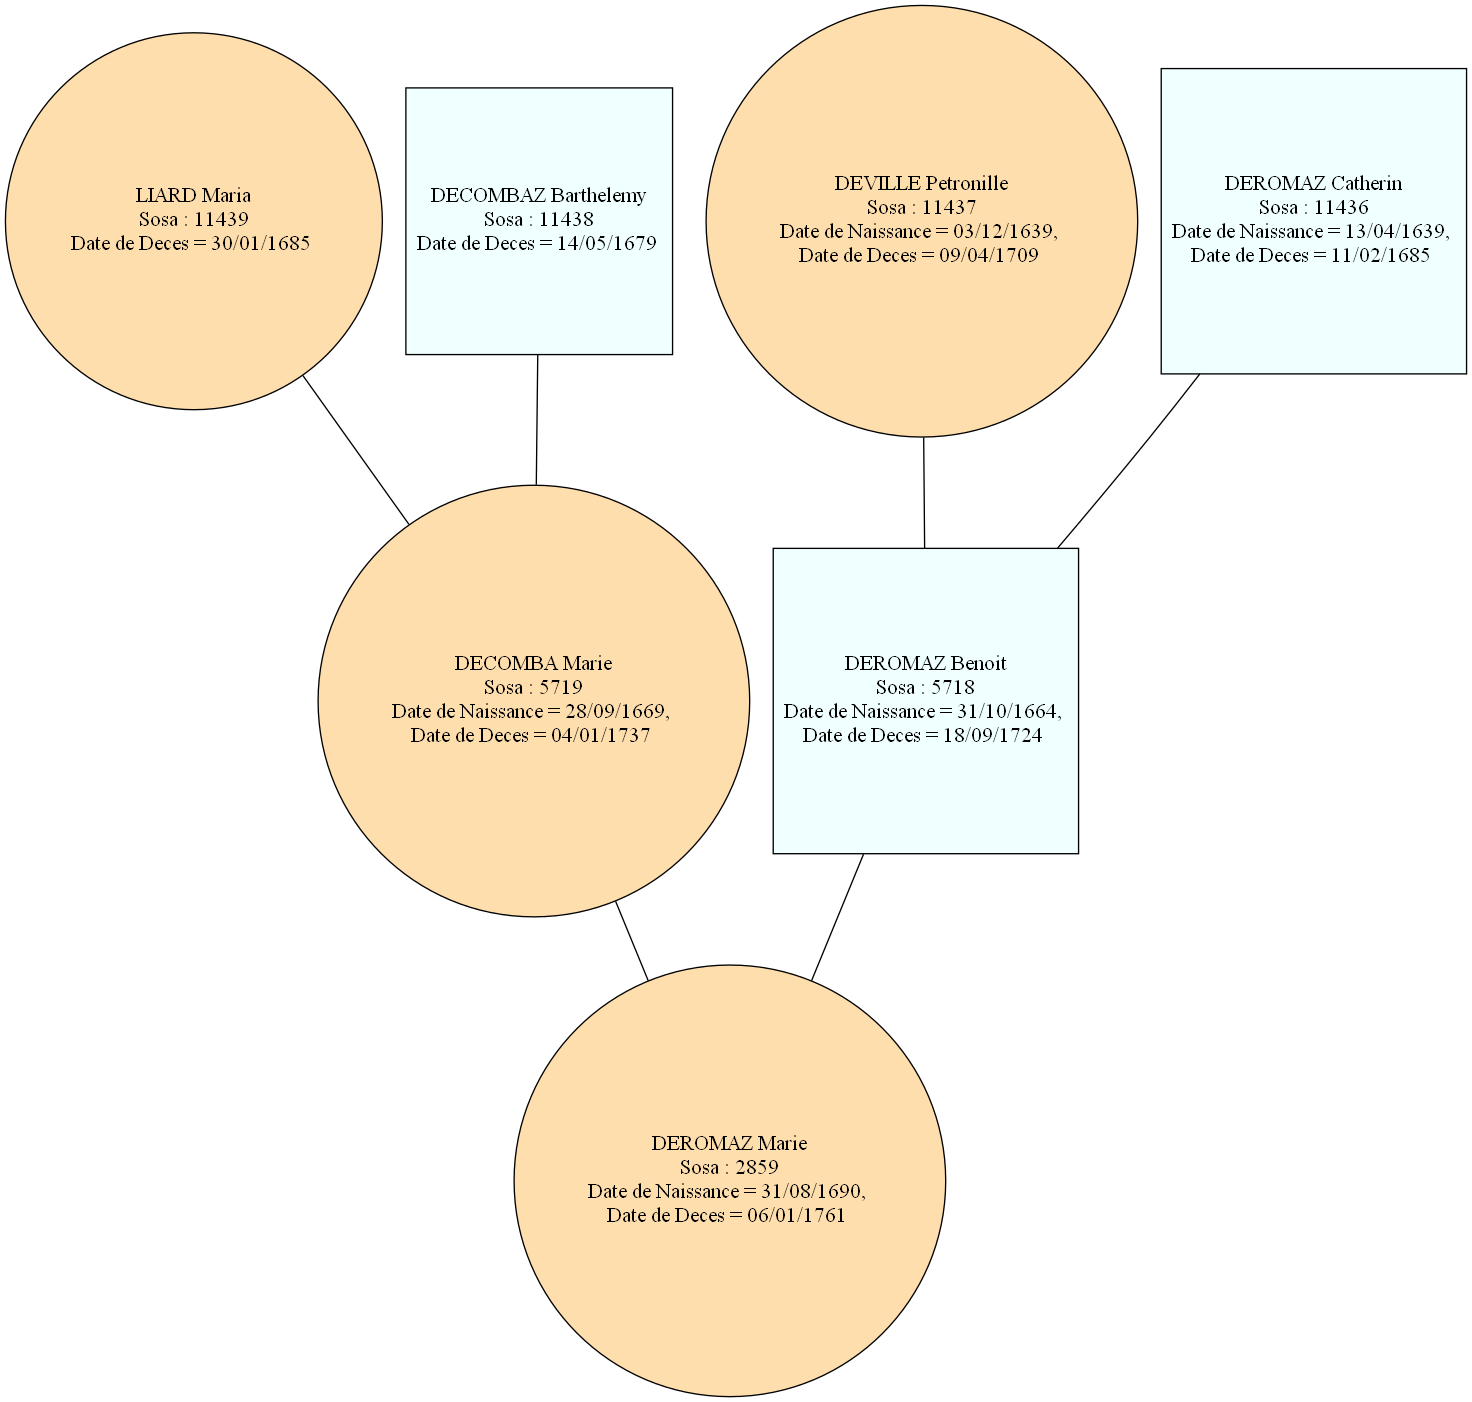 LIARD Maria
Sosa : 11439
Date de Deces = 30/01/1685
DECOMBAZ Barthelemy
Sosa : 11438
Date de Deces = 14/05/1679
DEVILLE Petronille
Sosa : 11437
Date de Naissance = 03/12/1639,
Date de Deces = 09/04/1709
DEROMAZ Catherin
Sosa : 11436
Date de Naissance = 13/04/1639,
Date de Deces = 11/02/1685
DECOMBA Marie
Sosa : 5719
Date de Naissance = 28/09/1669,
Date de Deces = 04/01/1737
DEROMAZ Benoit
Sosa : 5718
Date de Naissance = 31/10/1664,
Date de Deces = 18/09/1724
DEROMAZ Marie
Sosa : 2859
Date de Naissance = 31/08/1690,
Date de Deces = 06/01/1761